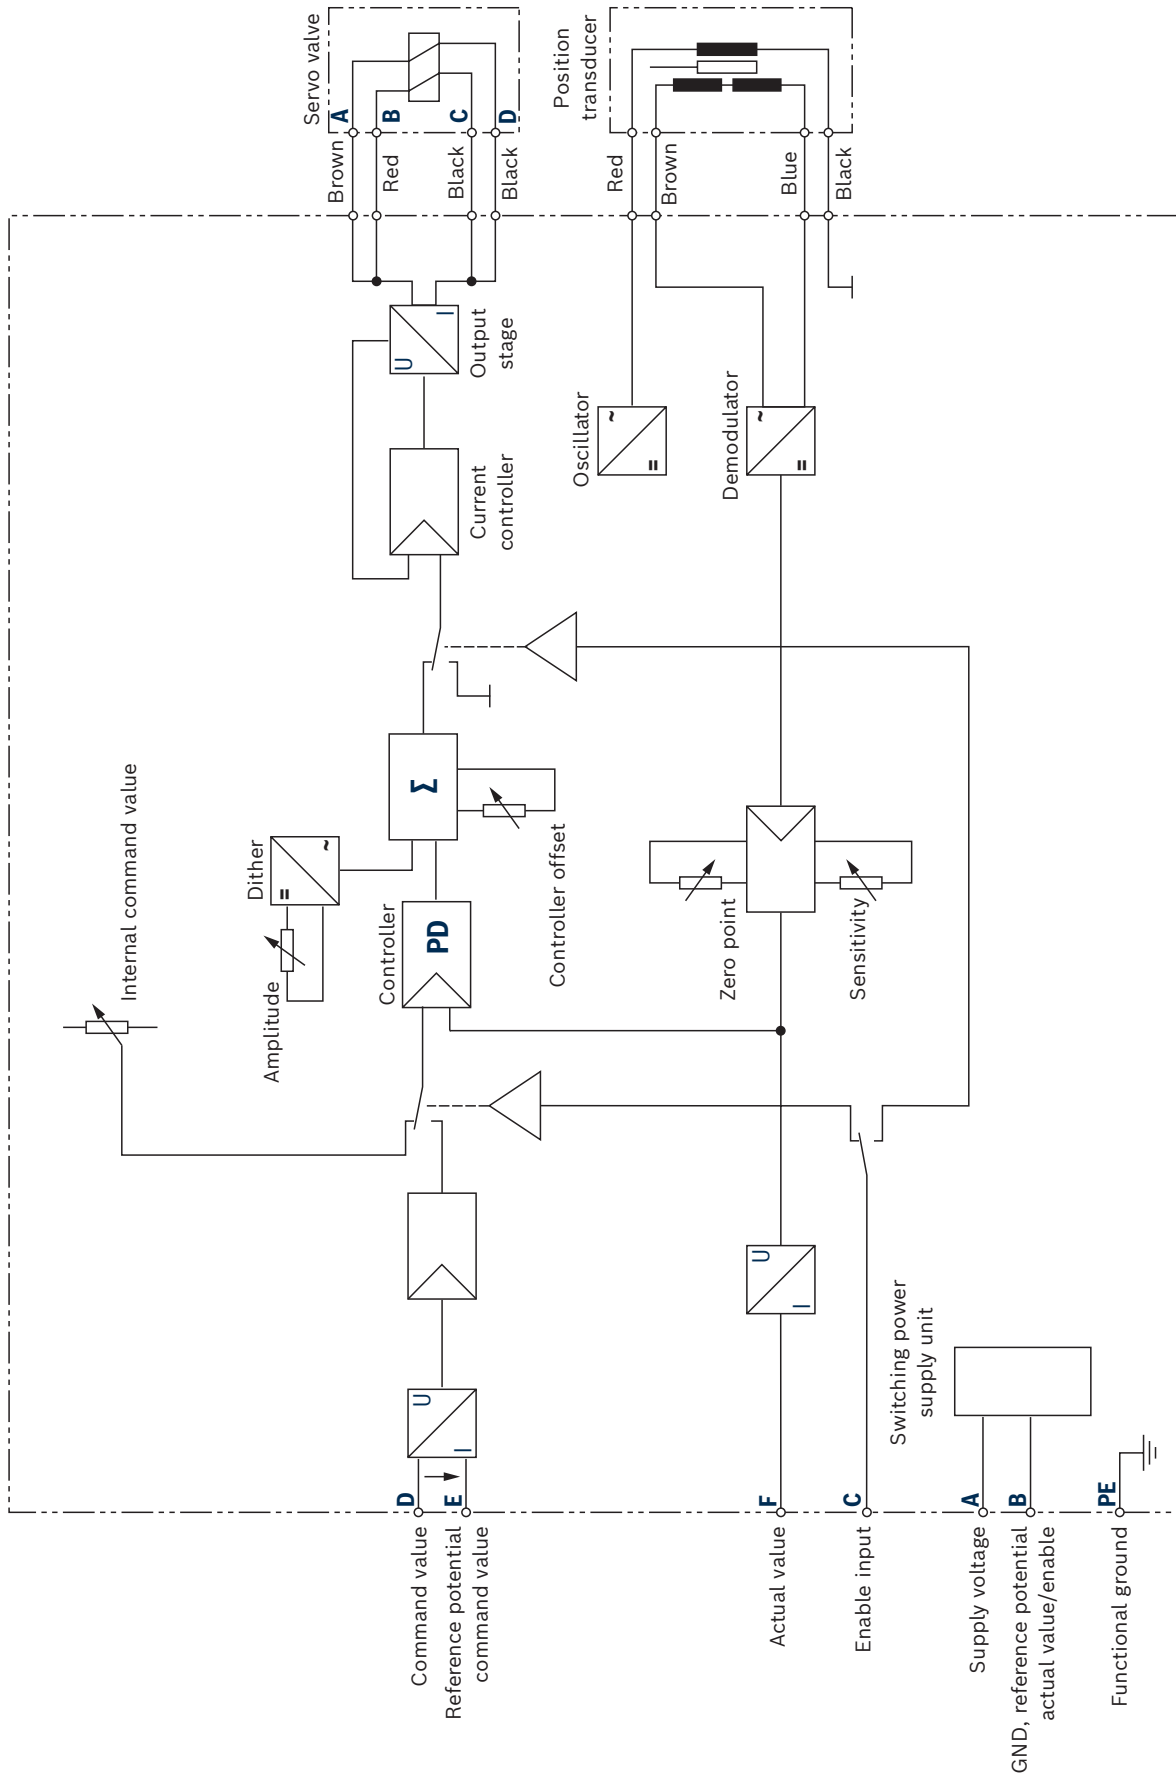 Internal command value
Dither
=
~
Amplitude
Controller
PD
Σ
Controller offset
Current
controller
Output
stage
U
I
Servo valve
A
B
C
D
Brown
Red
Black
Black
Position
transducer
Red
Brown
Blue
Black
Oscillator
=
~
Demodulator
=
~
Zero point
Sensitivity
U
I
U
I
Command value
D
Reference potential
command value
E
Actual value
F
Enable input
C
Switching power
supply unit
Supply voltage
A
GND, reference potential
actual value/enable
B
Functional ground
PE